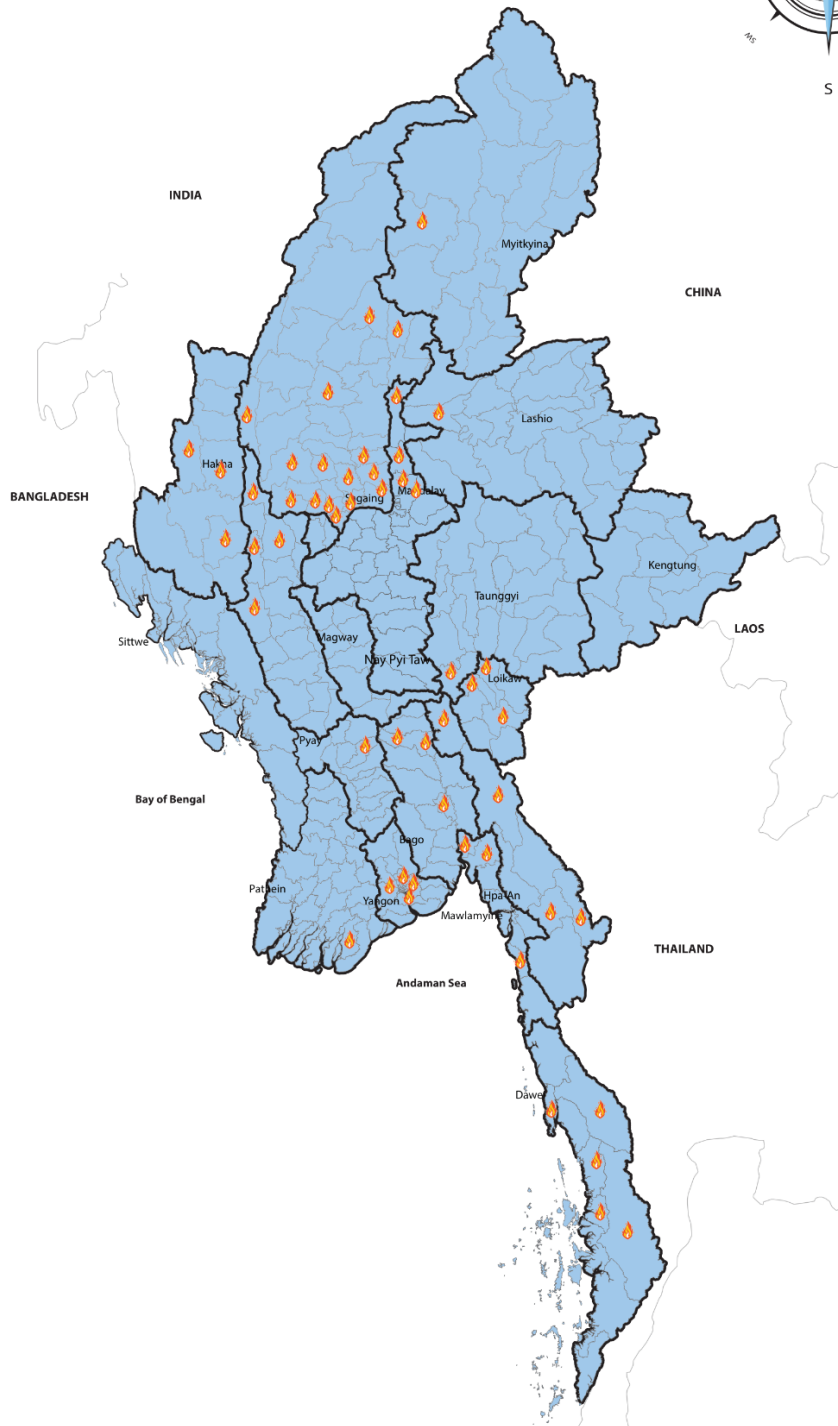 SW
S
INDIA
Myitkyina
CHINA
Lashio
Hakha
BANGLADESH
Sagaing
Mandalay
Kengtung
Taunggyi
LAOS
Sittwe
Magway
Nay Pyi Taw
Loikaw
Pyay
Bay of Bengal
Bago
Pathein
Yangon
Hpa-An
Mawlamyine
THAILAND
Andaman Sea
Dawei